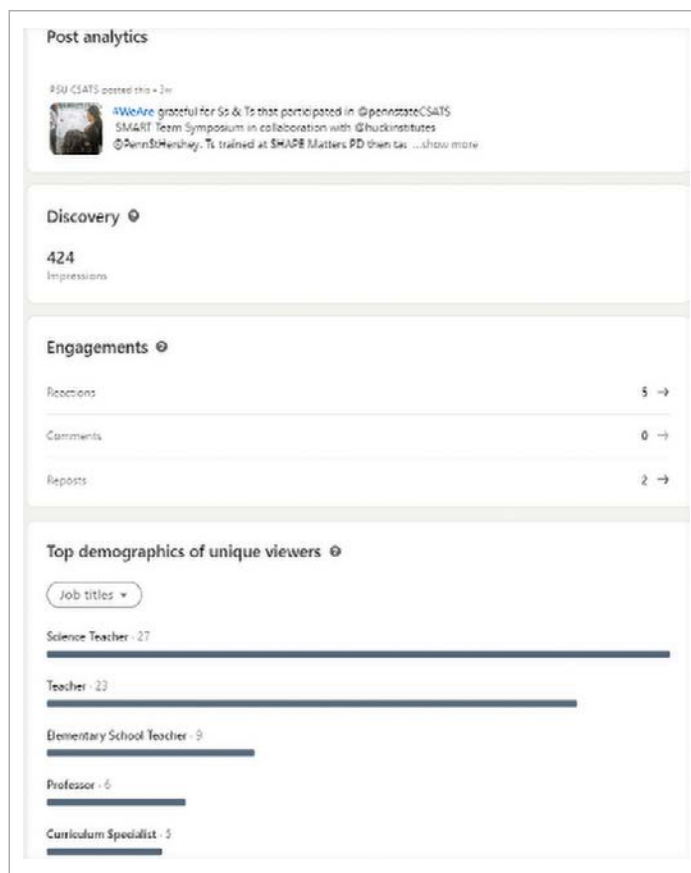 Post analytics
PSU CSATS posted this • 3w
#WeAre grateful for Ss & Ts that participated in @pennstateCSATS
SMART Team Symposium in collaboration with @huckinstitutes
@PennStHershey. Ts trained at SHAPE Matters PD then tas ...show more
Discovery
424
Impressions
Engagements
Reactions 5 →
Comments 0 →
Reposts 2 →
Top demographics of unique viewers
Job titles
Science Teacher · 27
Teacher · 23
Elementary School Teacher · 9
Professor · 6
Curriculum Specialist · 5